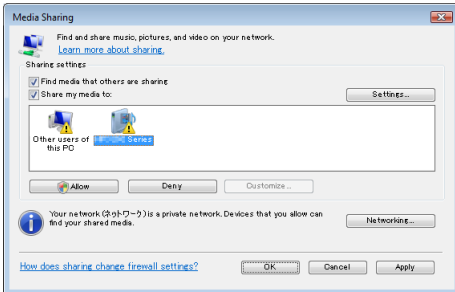 Media Sharing
Find and share music, pictures, and video on your network.
Learn more about sharing.
Sharing settings
Find media that others are sharing
Share my media to:
Settings...
Other users of
this PC
Series
Allow
Deny
Customize...
Your network (ネットワーク) is a private network. Devices that you allow can
find your shared media.
Networking...
How does sharing change firewall settings?
OK
Cancel
Apply